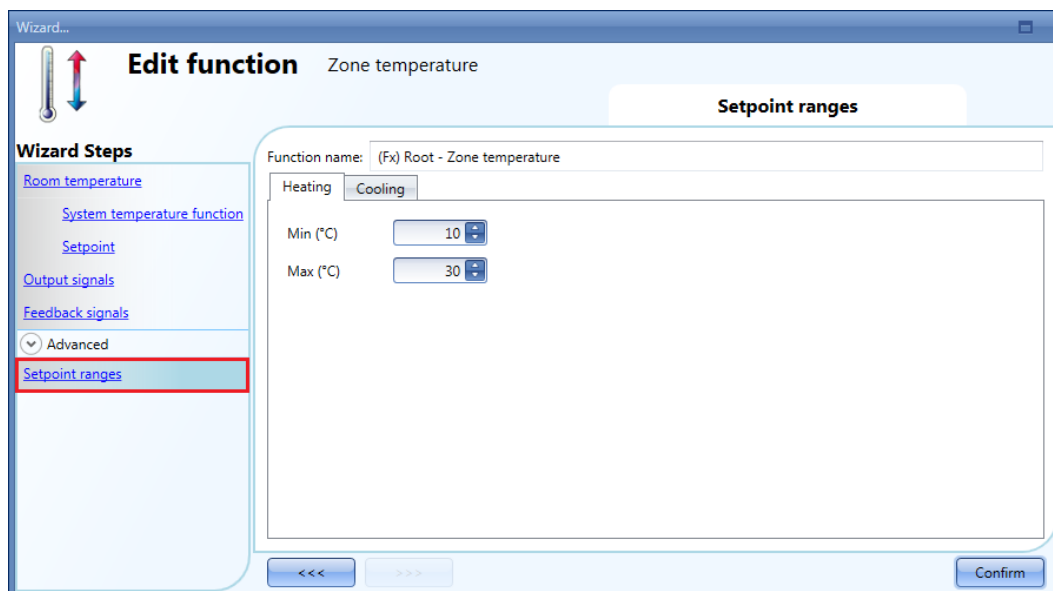 Wizard...
Edit function Zone temperature
Setpoint ranges
Wizard Steps
Room temperature
System temperature function
Setpoint
Output signals
Feedback signals
Advanced
Setpoint ranges
Function name: (Fx) Root - Zone temperature
Heating Cooling
Min (°C) 10
Max (°C) 30
<<< >>> Confirm